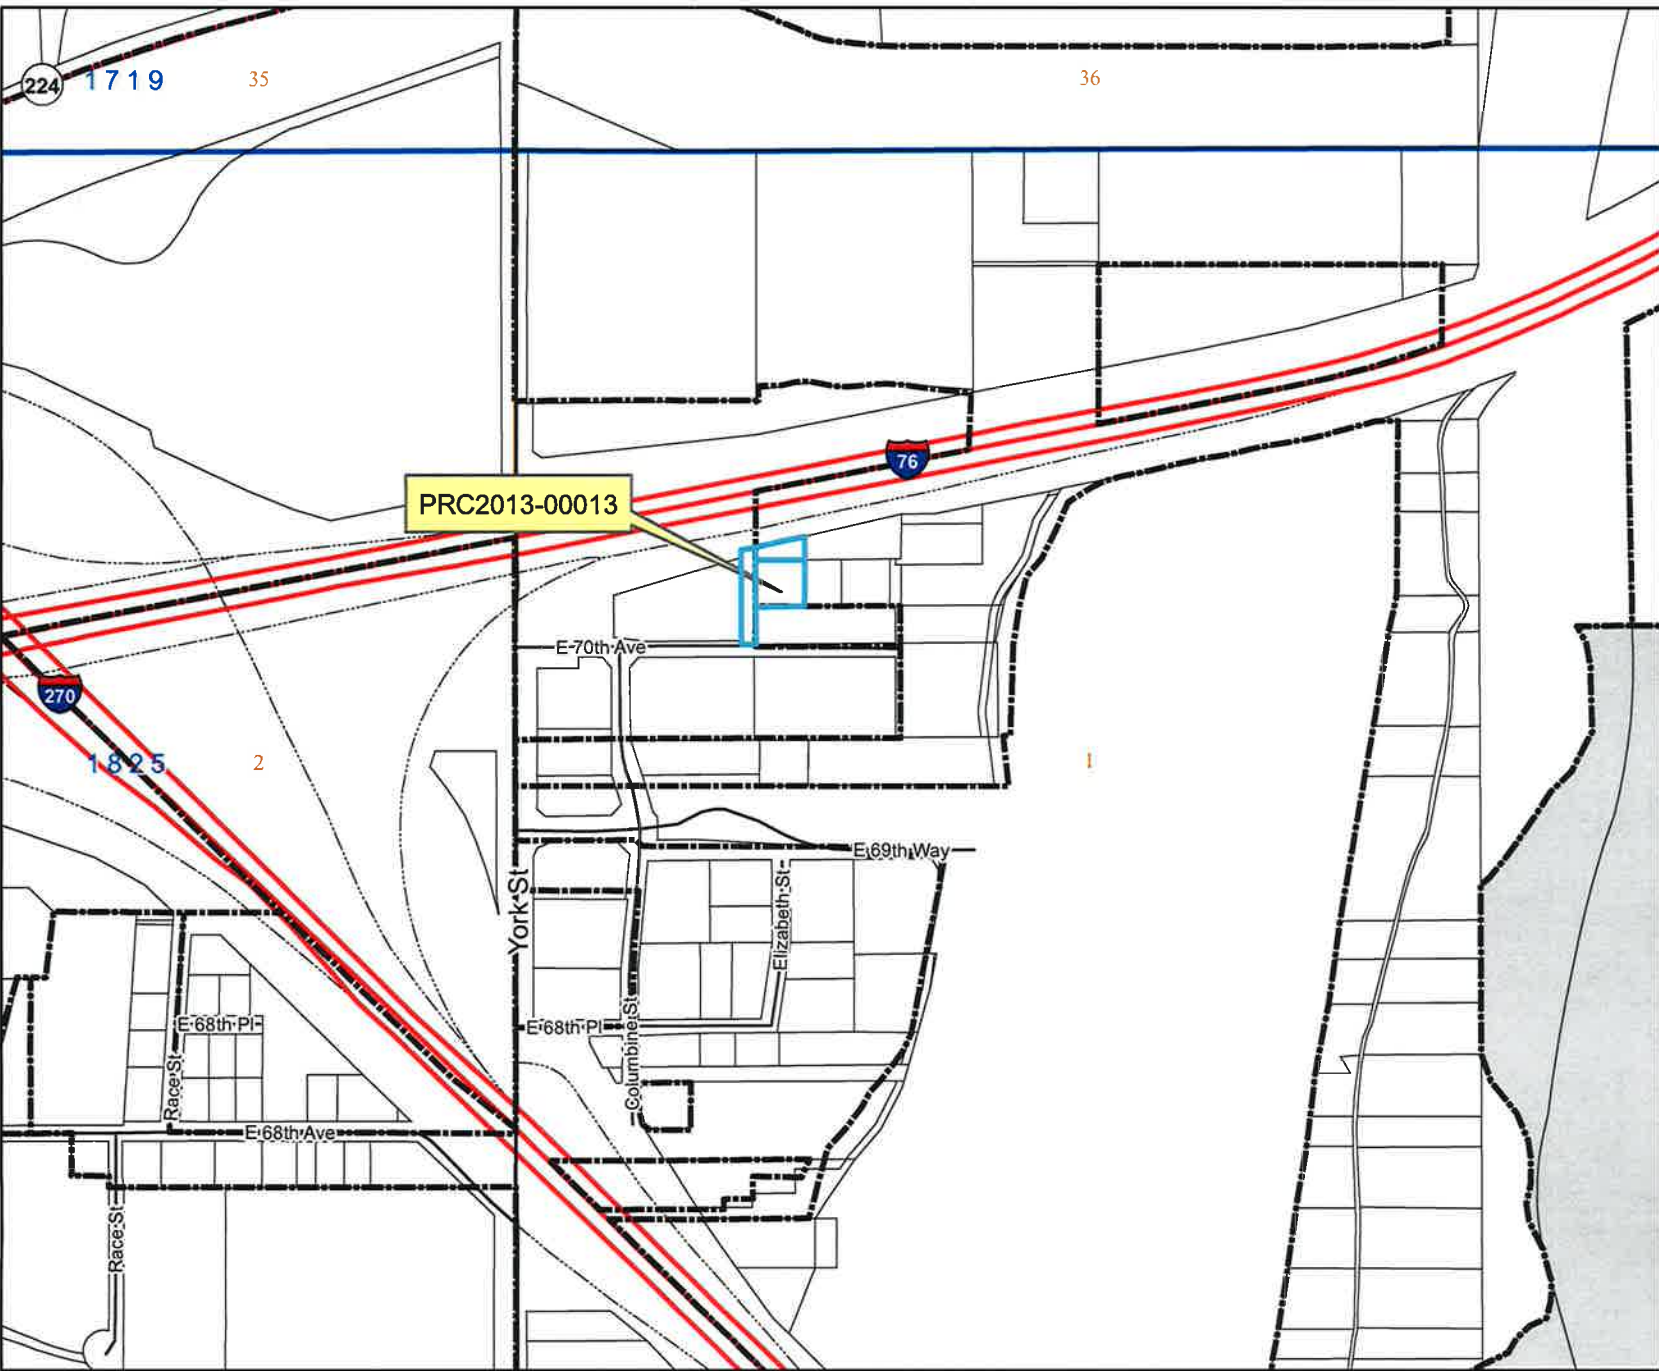 224
1719
35
36
76
PRC2013-00013
E 70th Ave
270
1825
2
1
E 69th Way
York St
Elizabeth St
E 68th Pl
E 68th Pl
Columbine St
Race St
E 68th Ave
Race St